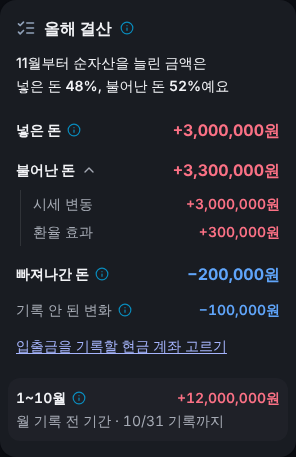 올해 결산
11월부터 순자산을 늘린 금액은
넣은 돈 48%, 불어난 돈 52%예요
넣은 돈 +3,000,000원
불어난 돈 +3,300,000원
시세 변동 +3,000,000원
환율 효과 +300,000원
빠져나간 돈 −200,000원
기록 안 된 변화 −100,000원
입출금을 기록할 현금 계좌 고르기
1~10월 +12,000,000원
월 기록 전 기간 · 10/31 기록까지